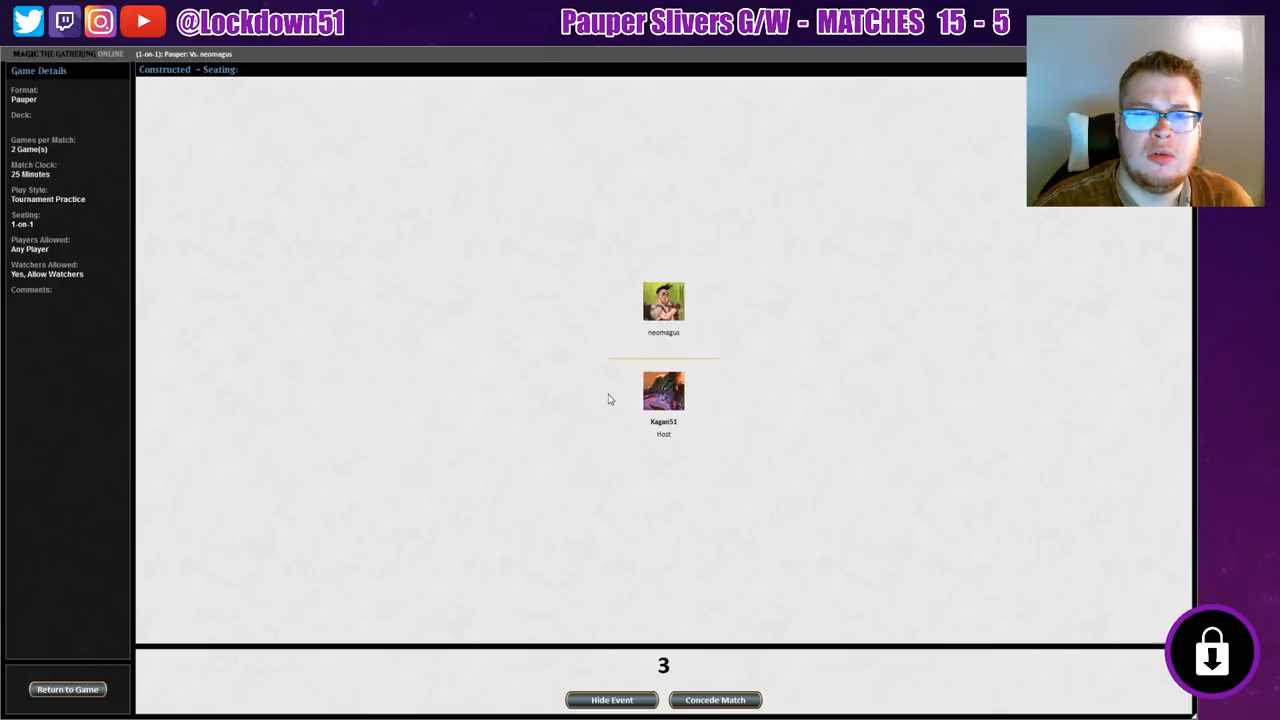 @Lockdown51
Pauper Slivers G/W - MATCHES 15 - 5
MAGIC THE GATHERING ONLINE
(1-on-1): Pauper: Vs. neomagus
Game Details
Constructed - Seating:
Format:
Pauper
Deck:
Games per Match:
2 Game(s)
Match Clock:
25 Minutes
Play Style:
Tournament Practice
Seating:
1-on-1
Players Allowed:
Any Player
Watchers Allowed:
Yes, Allow Watchers
Comments:
neomagus
Kagan51
Host
3
Return to Game
Hide Event
Concede Match